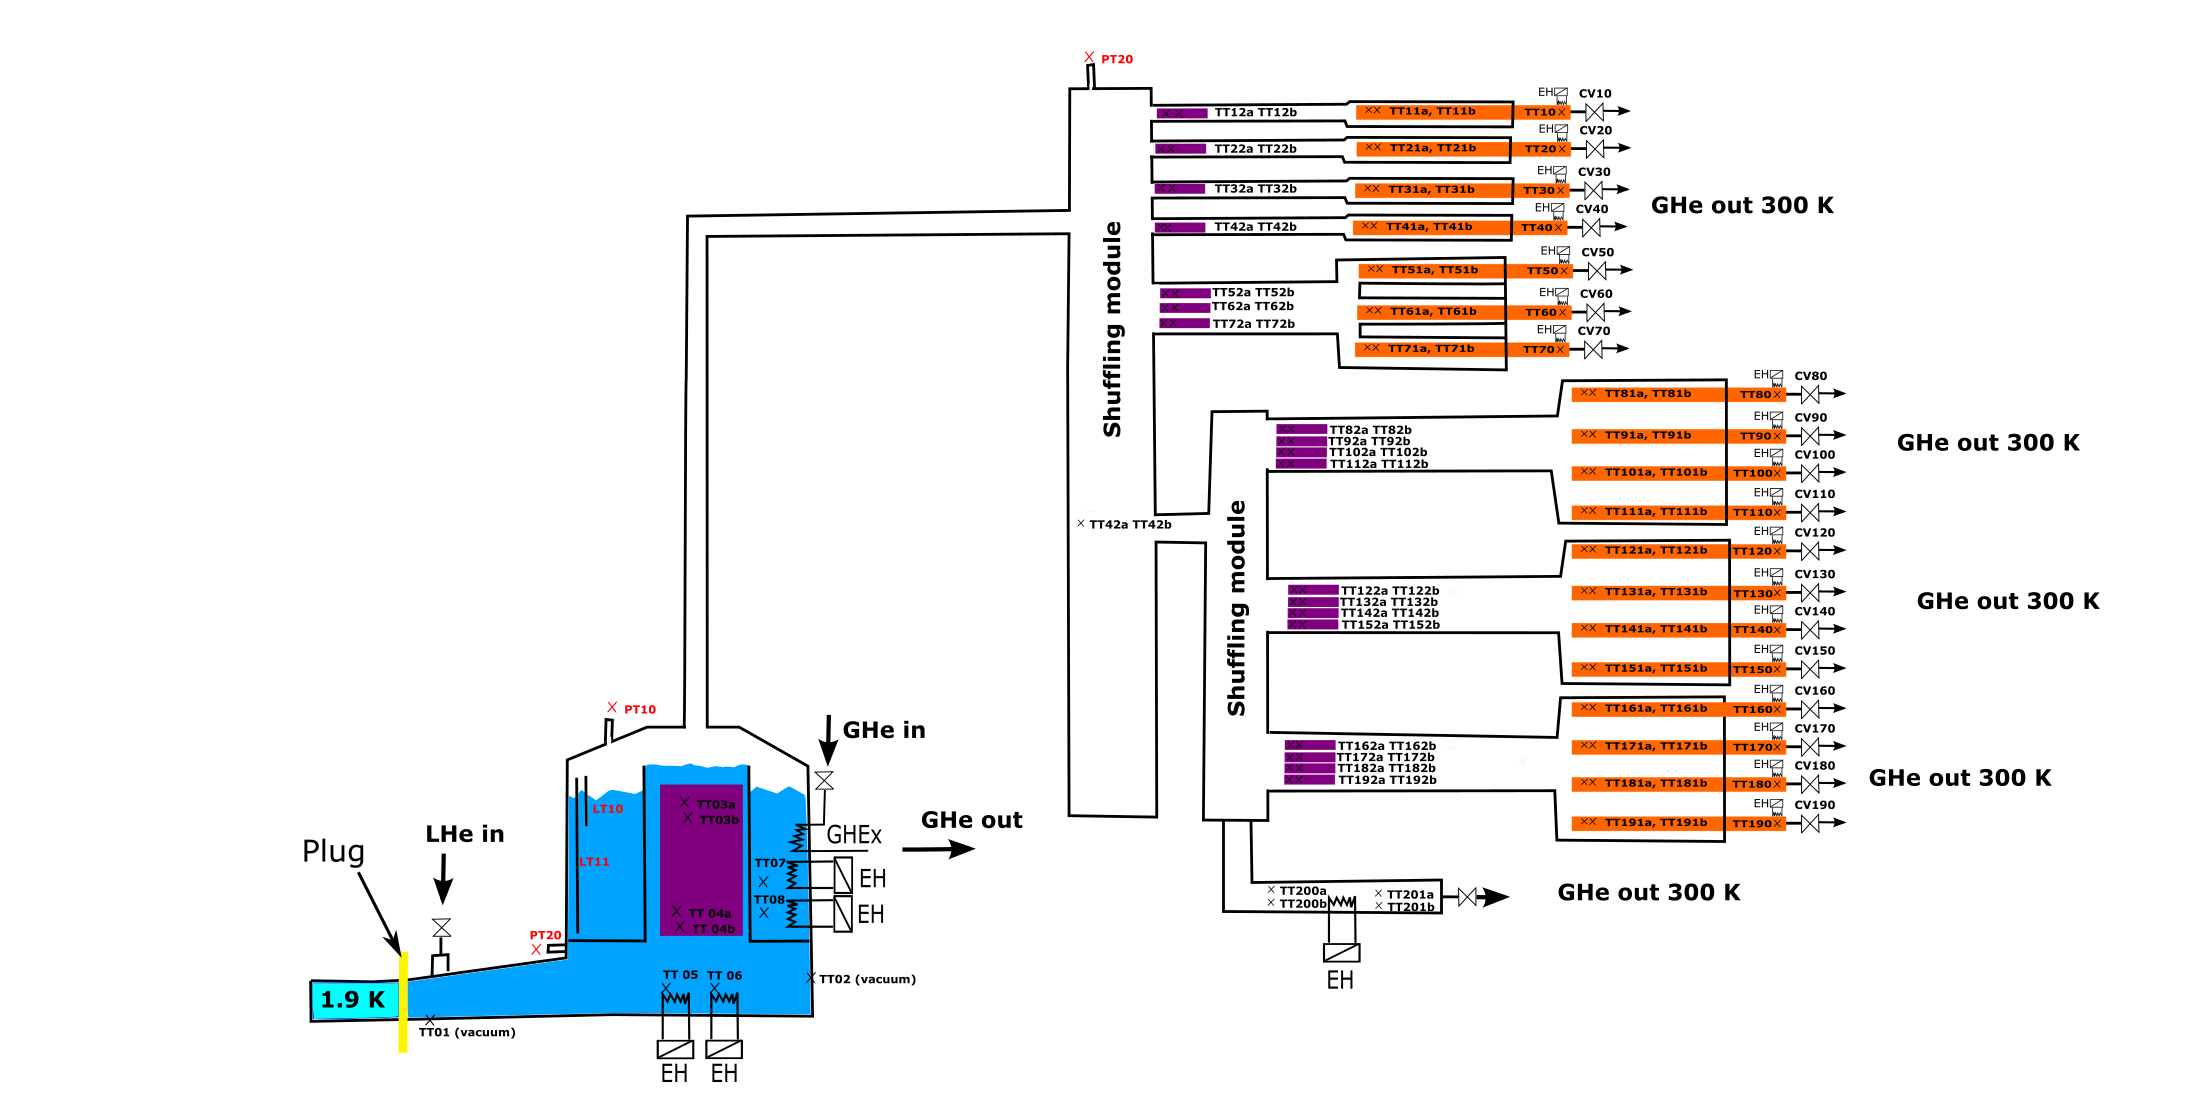 PT20
EH CV10
TT12a TT12b TT11a, TT11b TT10
EH CV20
TT22a TT22b TT21a, TT21b TT20
EH CV30
TT32a TT32b TT31a, TT31b TT30
GHe out 300 K
EH CV40
TT42a TT42b TT41a, TT41b TT40
EH CV50
TT51a, TT51b TT50
TT52a TT52b
EH CV60
TT62a TT62b
TT61a, TT61b TT60
TT72a TT72b
EH CV70
TT71a, TT71b TT70
Shuffling module
EH CV80
TT81a, TT81b TT80
EH CV90
TT82a TT82b
TT92a TT92b
TT91a, TT91b TT90
GHe out 300 K
TT102a TT102b
TT112a TT112b
EH CV100
TT101a, TT101b TT100
EH CV110
TT111a, TT111b TT110
TT42a TT42b
EH CV120
TT121a, TT121b TT120
Shuffling module
EH CV130
TT122a TT122b
TT132a TT132b
TT142a TT142b
TT152a TT152b
TT131a, TT131b TT130
GHe out 300 K
EH CV140
TT141a, TT141b TT140
EH CV150
TT151a, TT151b TT150
EH CV160
TT161a, TT161b TT160
EH CV170
TT162a TT162b
TT172a TT172b
TT182a TT182b
TT192a TT192b
TT171a, TT171b TT170
EH CV180
GHe out 300 K
TT181a, TT181b TT180
EH CV190
TT191a, TT191b TT190
PT10
GHe in
LT10
TT03a
TT03b
GHEx
GHe out
LHe in
Plug
LT11
TT07
EH
TT08
EH
TT 04a
TT 04b
PT20
TT 05 TT 06
TT02 (vacuum)
1.9 K
TT01 (vacuum)
EH EH
TT200a
TT200b
TT201a
TT201b
GHe out 300 K
EH